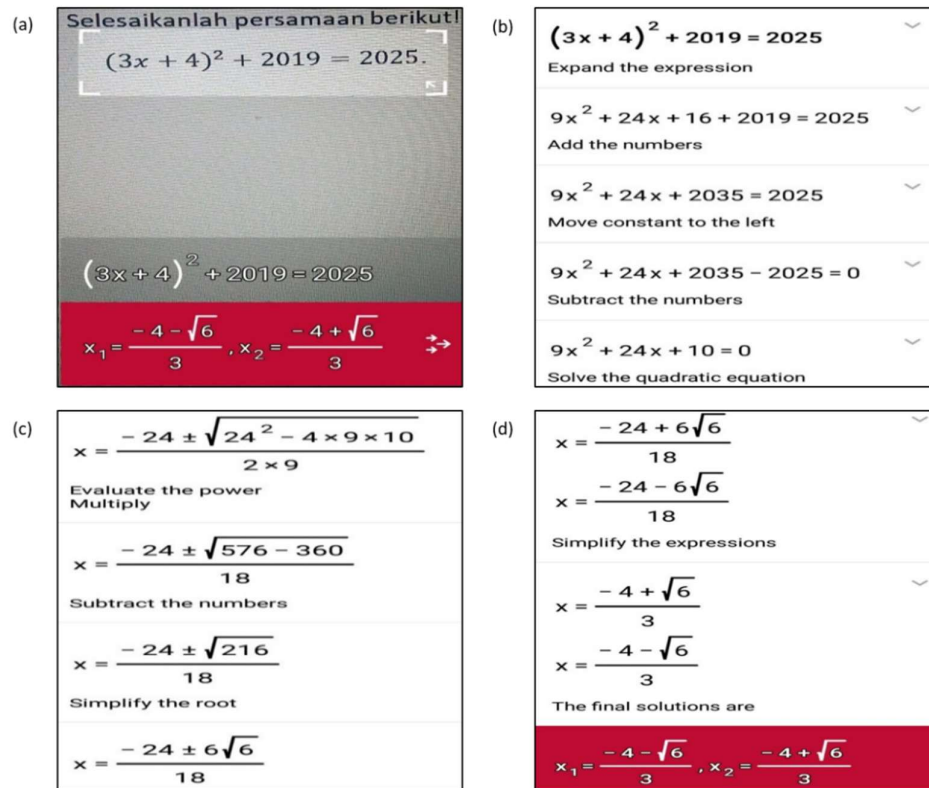 (a)
Selesaikanlah persamaan berikut!
(3x + 4)² + 2019 = 2025.
(3x + 4)² + 2019 = 2025
x₁ = (−4 − √6)/3 , x₂ = (−4 + √6)/3
(b)
(3x + 4)² + 2019 = 2025
Expand the expression
9x² + 24x + 16 + 2019 = 2025
Add the numbers
9x² + 24x + 2035 = 2025
Move constant to the left
9x² + 24x + 2035 − 2025 = 0
Subtract the numbers
9x² + 24x + 10 = 0
Solve the quadratic equation
(c)
x = (−24 ± √(24² − 4 × 9 × 10))/(2 × 9)
Evaluate the power
Multiply
x = (−24 ± √(576 − 360))/18
Subtract the numbers
x = (−24 ± √216)/18
Simplify the root
x = (−24 ± 6√6)/18
(d)
x = (−24 + 6√6)/18
x = (−24 − 6√6)/18
Simplify the expressions
x = (−4 + √6)/3
x = (−4 − √6)/3
The final solutions are
x₁ = (−4 − √6)/3 , x₂ = (−4 + √6)/3